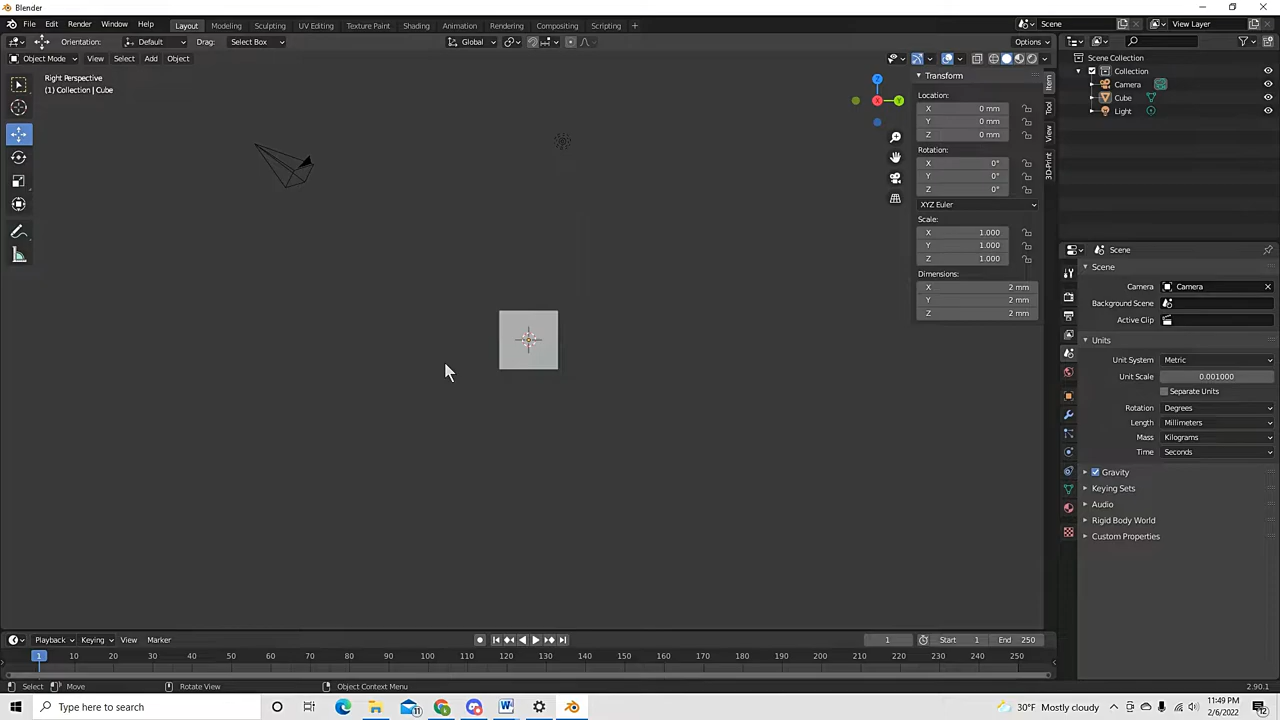 Blender
File Edit Render Window Help Layout Modeling Sculpting UV Editing Texture Paint Shading Animation Rendering Compositing Scripting + Scene View Layer
Orientation: Default Drag: Select Box Global Options
Object Mode View Select Add Object
Right Perspective
(1) Collection | Cube
Z
X
Y
Transform
Location:
X 0 mm
Y 0 mm
Z 0 mm
Rotation:
X 0°
Y 0°
Z 0°
XYZ Euler
Scale:
X 1.000
Y 1.000
Z 1.000
Dimensions:
X 2 mm
Y 2 mm
Z 2 mm
Item
Tool
View
3D-Print
Scene Collection
Collection
Camera
Cube
Light
Scene
Scene
Camera Camera
Background Scene
Active Clip
Units
Unit System Metric
Unit Scale 0.001000
Separate Units
Rotation Degrees
Length Millimeters
Mass Kilograms
Time Seconds
Gravity
Keying Sets
Audio
Rigid Body World
Custom Properties
Playback Keying View Marker 1 Start 1 End 250
1 10 20 30 40 50 60 70 80 90 100 110 120 130 140 150 160 170 180 190 200 210 220 230 240 250
Select Move Rotate View Object Context Menu 2.90.1
Type here to search 11 30°F Mostly cloudy 11:49 PM
2/6/2022 12